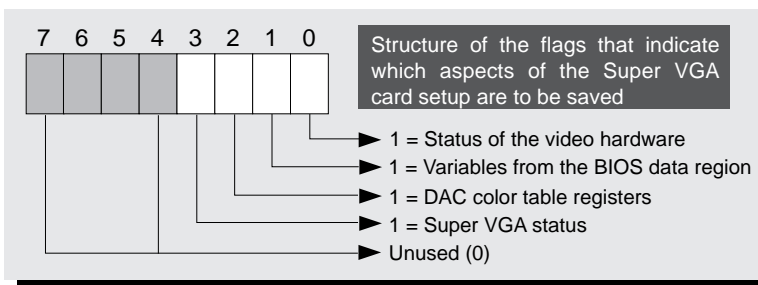 7 6 5 4 3 2 1 0
Structure of the flags that indicate
which aspects of the Super VGA
card setup are to be saved
1 = Status of the video hardware
1 = Variables from the BIOS data region
1 = DAC color table registers
1 = Super VGA status
Unused (0)